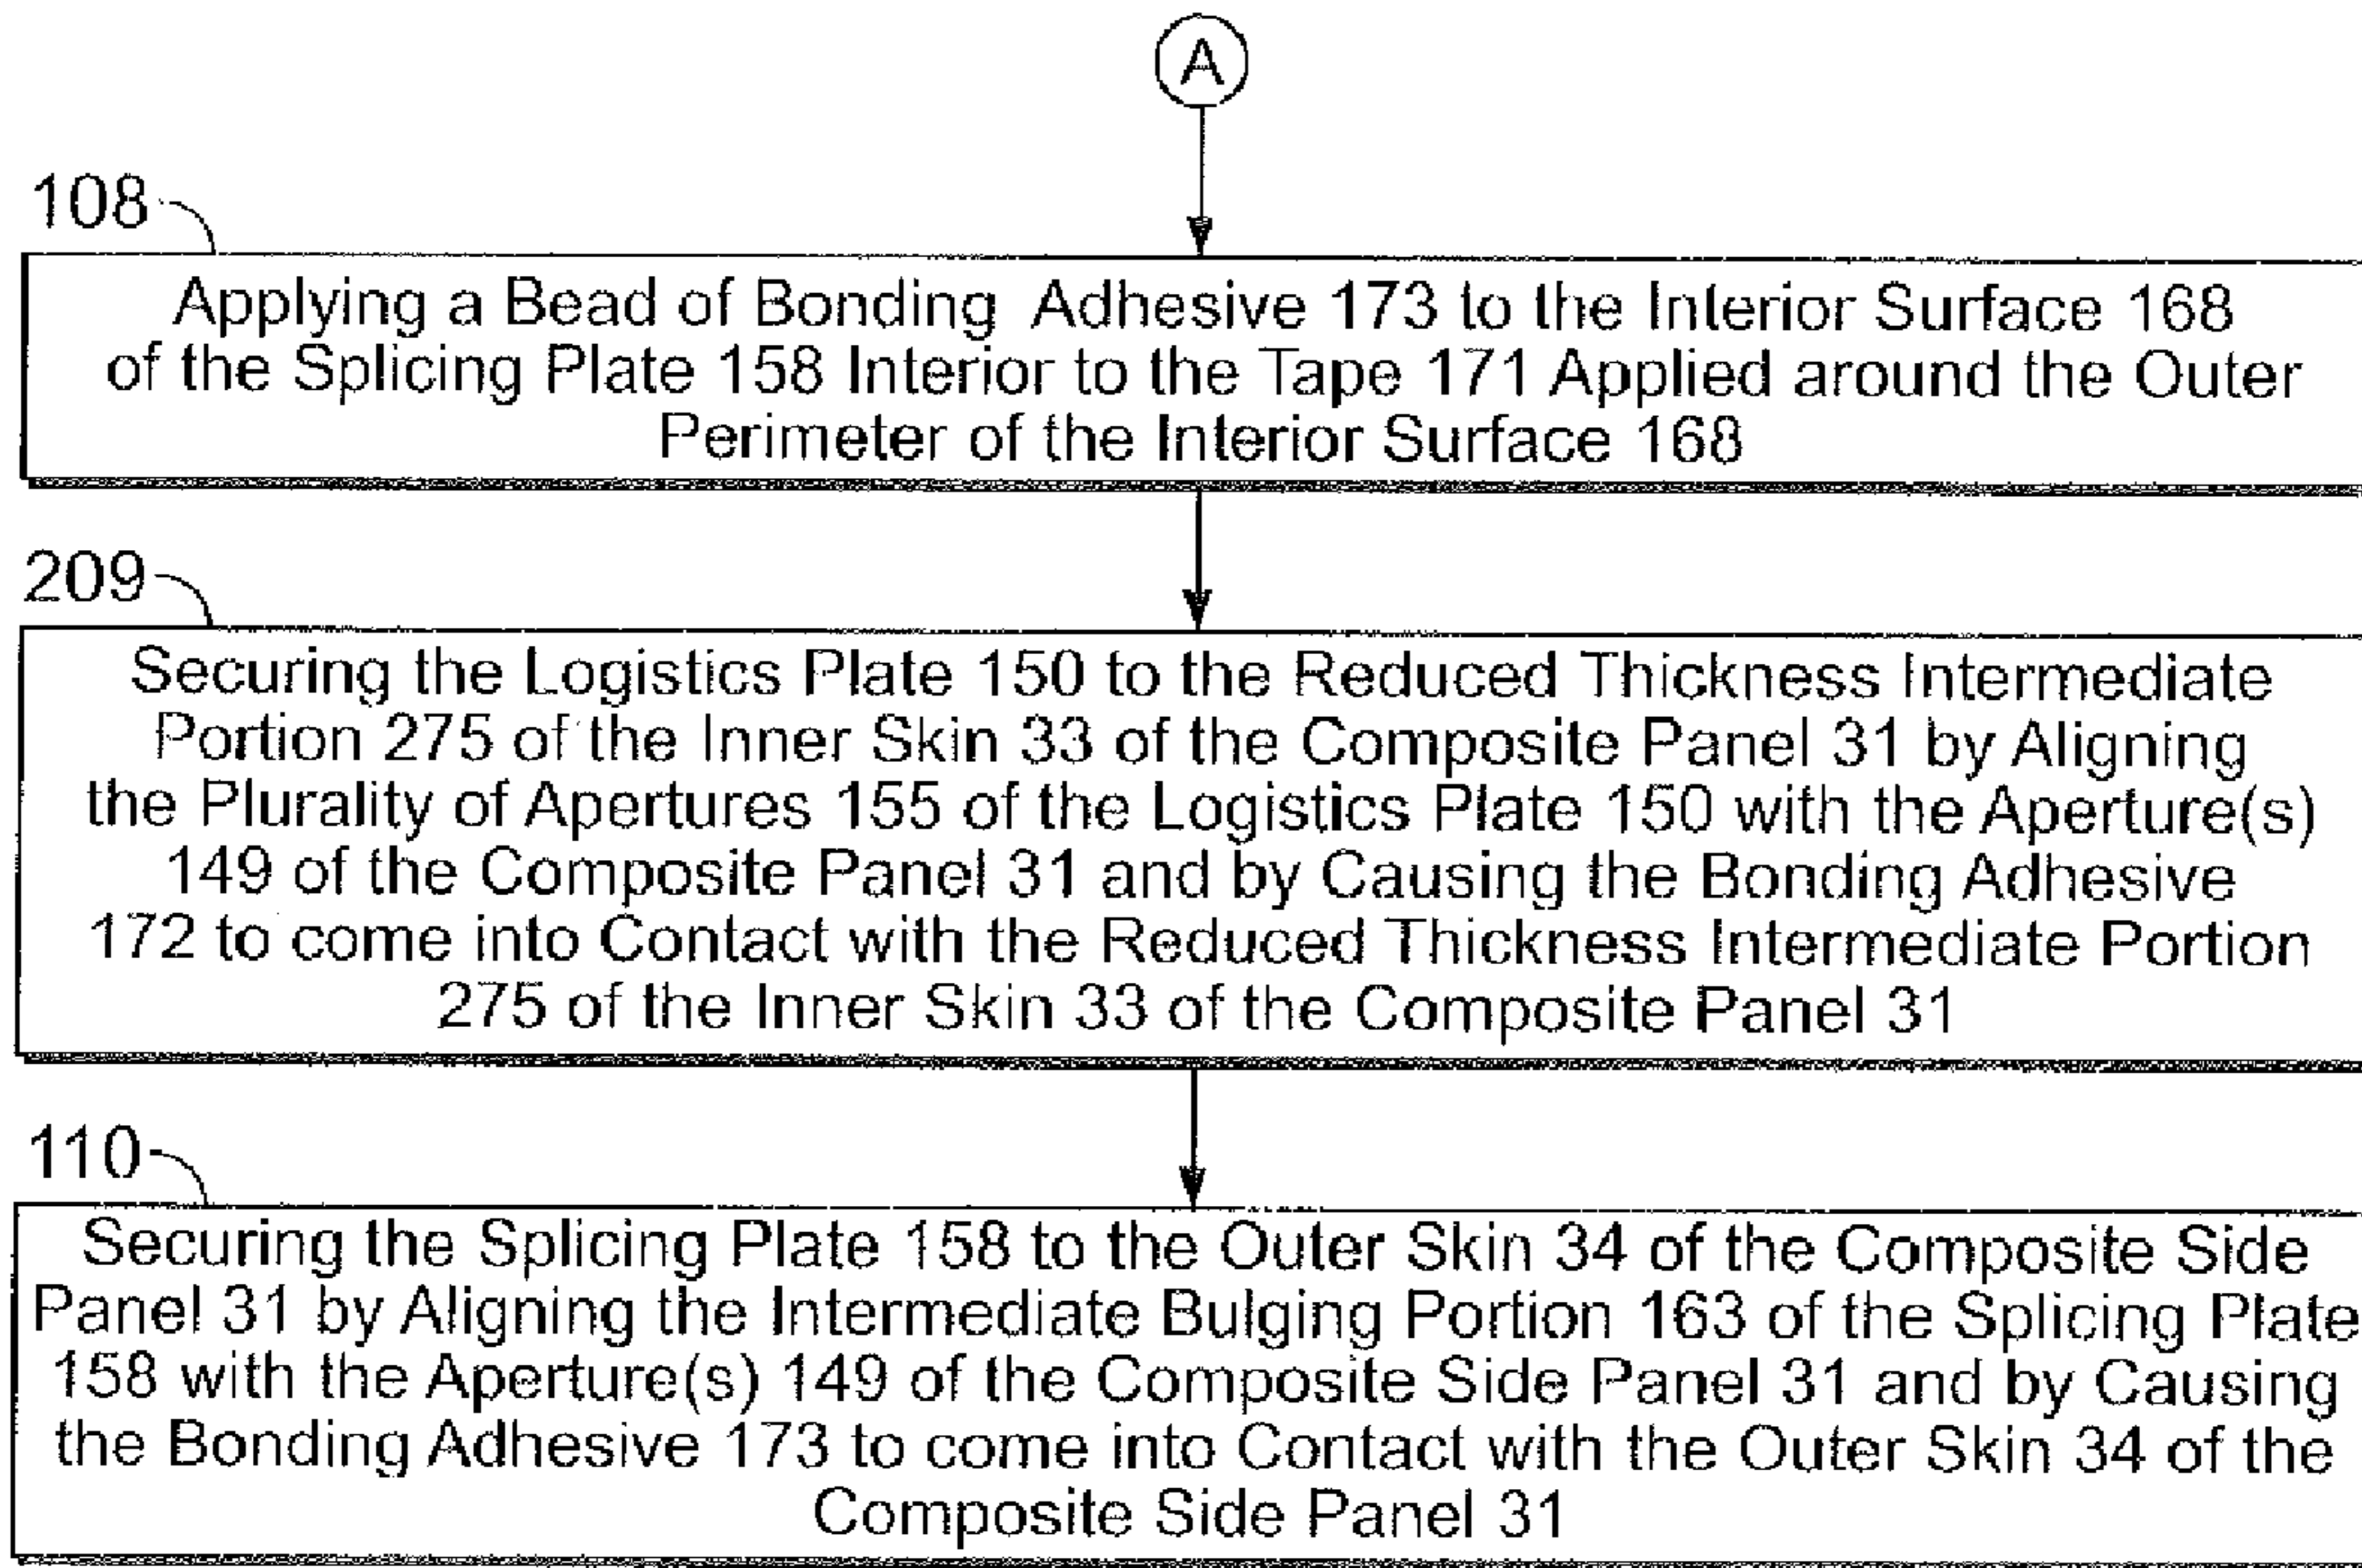 A
108
Applying a Bead of Bonding Adhesive 173 to the Interior Surface 168
of the Splicing Plate 158 Interior to the Tape 171 Applied around the Outer
Perimeter of the Interior Surface 168
209
Securing the Logistics Plate 150 to the Reduced Thickness Intermediate
Portion 275 of the Inner Skin 33 of the Composite Panel 31 by Aligning
the Plurality of Apertures 155 of the Logistics Plate 150 with the Aperture(s)
149 of the Composite Panel 31 and by Causing the Bonding Adhesive
172 to come into Contact with the Reduced Thickness Intermediate Portion
275 of the Inner Skin 33 of the Composite Panel 31
110
Securing the Splicing Plate 158 to the Outer Skin 34 of the Composite Side
Panel 31 by Aligning the Intermediate Bulging Portion 163 of the Splicing Plate
158 with the Aperture(s) 149 of the Composite Side Panel 31 and by Causing
the Bonding Adhesive 173 to come into Contact with the Outer Skin 34 of the
Composite Side Panel 31